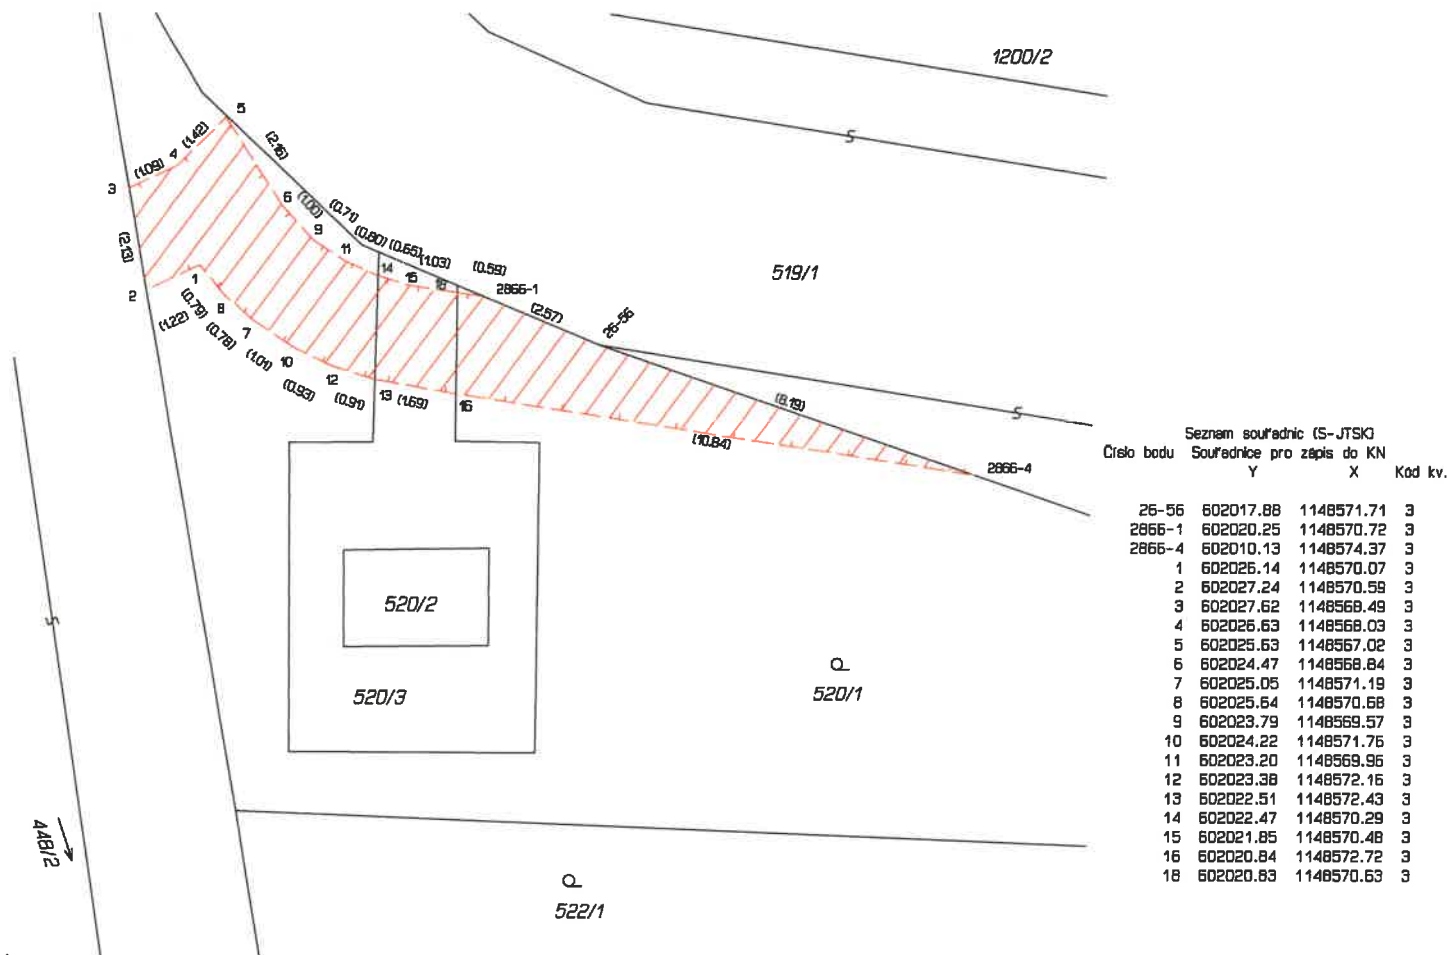 1200/2
S
5
(2.16)
(1.42)
4
(1.09)
3
6
(1.00)
(0.71)
9
(0.80)
(0.65)
(1.03)
(0.59)
11
14
15
18
2866-1
519/1
(2.13)
2
1
(1.22)
(0.79)
8
(0.78)
7
(1.01)
10
(0.93)
12
(0.91)
13
(1.69)
16
(2.57)
26-56
(8.19)
S
(10.84)
2866-4
520/2
520/3
520/1
S
448/2
522/1
Seznam souřadnic (S-JTSK)
Číslo bodu Souřadnice pro zápis do KN
Y X Kód kv.
26-56 602017.88 1148571.71 3
2866-1 602020.25 1148570.72 3
2866-4 602010.13 1148574.37 3
1 602026.14 1148570.07 3
2 602027.24 1148570.59 3
3 602027.62 1148568.49 3
4 602026.63 1148568.03 3
5 602025.63 1148567.02 3
6 602024.47 1148568.84 3
7 602025.05 1148571.19 3
8 602025.64 1148570.68 3
9 602023.79 1148569.57 3
10 602024.22 1148571.76 3
11 602023.20 1148569.96 3
12 602023.38 1148572.16 3
13 602022.51 1148572.43 3
14 602022.47 1148570.29 3
15 602021.85 1148570.48 3
16 602020.84 1148572.72 3
18 602020.83 1148570.63 3